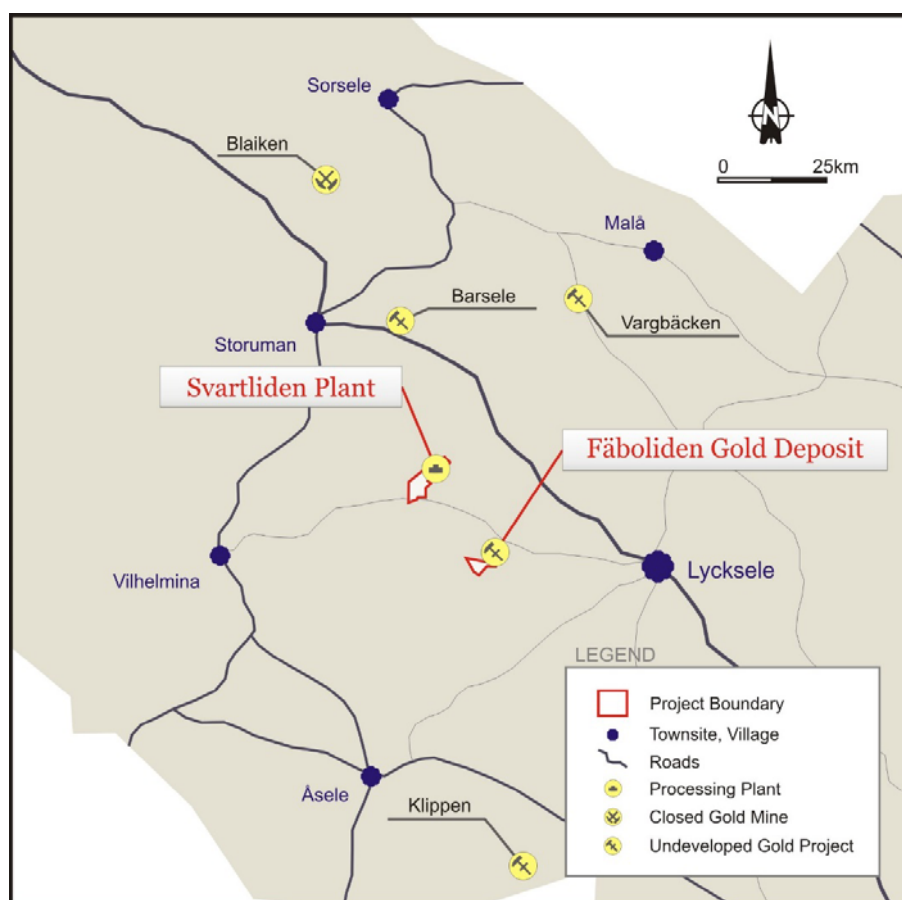 Sorsele
Blaiken
N
0 25km
Malå
Barsele
Vargbäcken
Storuman
Svartliden Plant
Fäboliden Gold Deposit
Vilhelmina
Lycksele
LEGEND
Project Boundary
Townsite, Village
Roads
Processing Plant
Closed Gold Mine
Undeveloped Gold Project
Åsele
Klippen